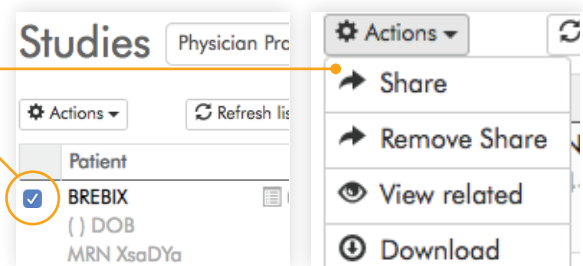 Studies
Physician Pro
Actions
Refresh lis
Patient
BREBIX
( ) DOB
MRN XsaDYa
Actions
Share
Remove Share
View related
Download